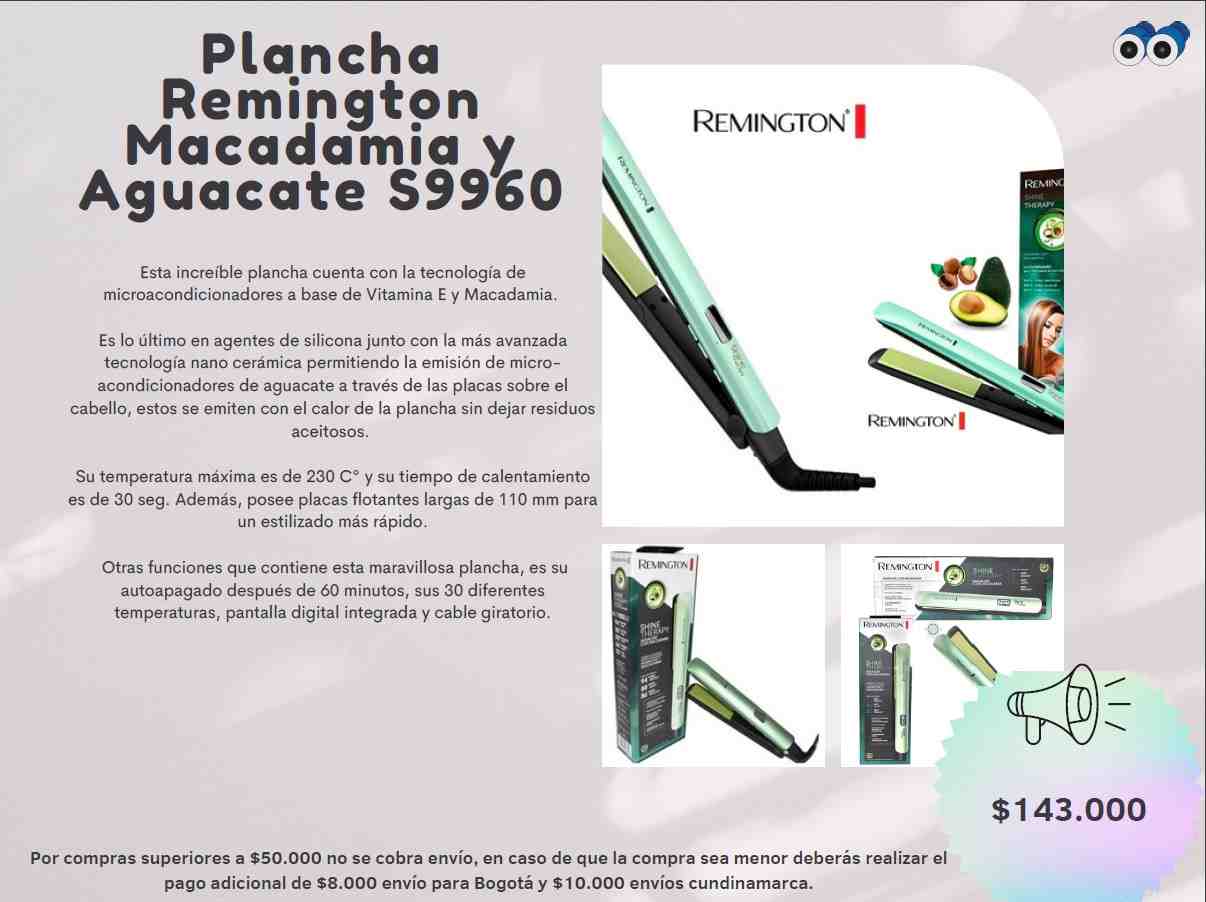 Plancha
Remington
Macadamia y
Aguacate S9960
Esta increíble plancha cuenta con la tecnología de
microacondicionadores a base de Vitamina E y Macadamia.
Es lo último en agentes de silicona junto con la más avanzada
tecnología nano cerámica permitiendo la emisión de micro-
acondicionadores de aguacate a través de las placas sobre el
cabello, estos se emiten con el calor de la plancha sin dejar residuos
aceitosos.
Su temperatura máxima es de 230 C° y su tiempo de calentamiento
es de 30 seg. Además, posee placas flotantes largas de 110 mm para
un estilizado más rápido.
Otras funciones que contiene esta maravillosa plancha, es su
autoapagado después de 60 minutos, sus 30 diferentes
temperaturas, pantalla digital integrada y cable giratorio.
REMINGTON
REMINGTON
REMING
SHINE
THERAPY
REMINGTON
REMINGTON
REMINGTON
SHINE
THERAPY
REMINGTON
SHINE
REMINGTON
SHINE
$143.000
Por compras superiores a $50.000 no se cobra envío, en caso de que la compra sea menor deberás realizar el
pago adicional de $8.000 envío para Bogotá y $10.000 envíos cundinamarca.